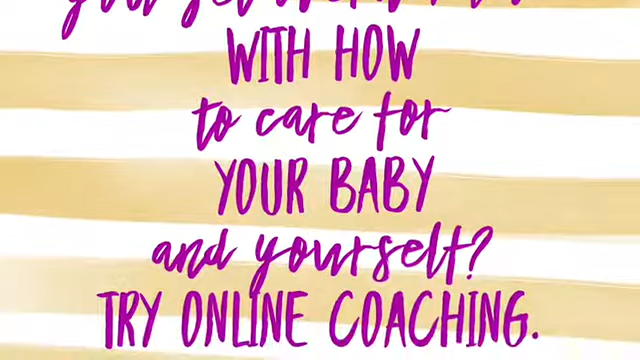 WITH HOW
to care for
YOUR BABY
and yourself?
TRY ONLINE COACHING.